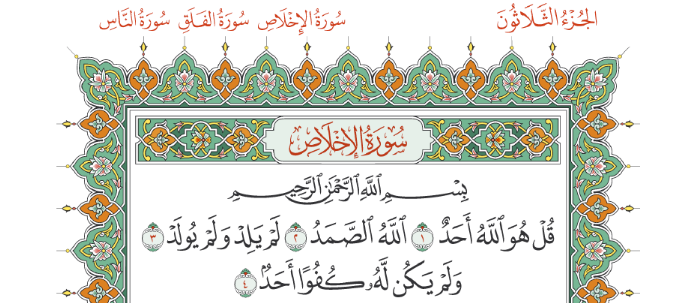 الجُزْءُ الثَّلَاثُونَ سُورَةُ الإِخْلَاصِ سُورَةُ الفَلَقِ سُورَةُ النَّاسِ
سُورَةُ الإِخْلَاصِ
بِسْمِ ٱللَّهِ ٱلرَّحْمَٰنِ ٱلرَّحِيمِ
قُلْ هُوَ ٱللَّهُ أَحَدٌ ١ ٱللَّهُ ٱلصَّمَدُ ٢ لَمْ يَلِدْ وَلَمْ يُولَدْ ٣
وَلَمْ يَكُن لَّهُۥ كُفُوًا أَحَدٌۢ ٤